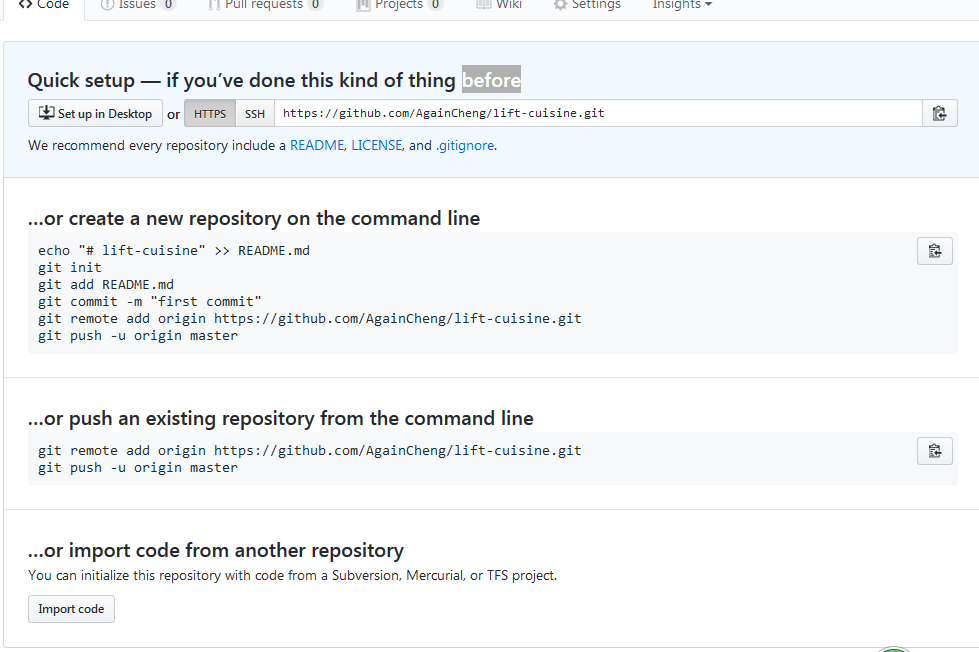 Code Issues 0 Pull requests 0 Projects 0 Wiki Settings Insights
Quick setup — if you’ve done this kind of thing before
Set up in Desktop or HTTPS SSH https://github.com/AgainCheng/lift-cuisine.git
We recommend every repository include a README, LICENSE, and .gitignore.
…or create a new repository on the command line
echo "# lift-cuisine" >> README.md
git init
git add README.md
git commit -m "first commit"
git remote add origin https://github.com/AgainCheng/lift-cuisine.git
git push -u origin master
…or push an existing repository from the command line
git remote add origin https://github.com/AgainCheng/lift-cuisine.git
git push -u origin master
…or import code from another repository
You can initialize this repository with code from a Subversion, Mercurial, or TFS project.
Import code